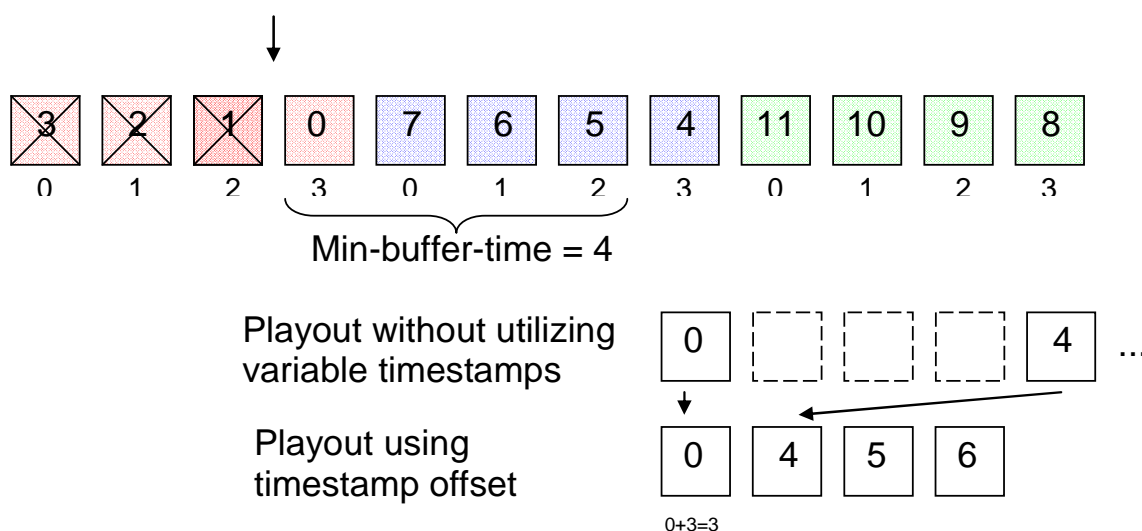 3 2 1 0 7 6 5 4 11 10 9 8
0 1 2 3 0 1 2 3 0 1 2 3
Min-buffer-time = 4
Playout without utilizing
variable timestamps
0 4 ...
Playout using
timestamp offset
0 4 5 6
0+3=3